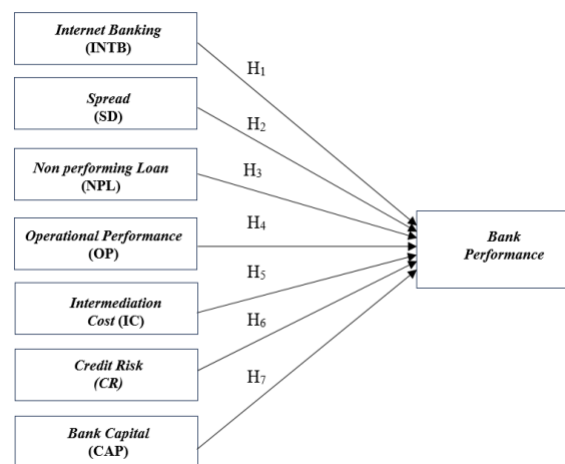 Internet Banking
(INTB)
H1
Spread
(SD)
H2
Non performing Loan
(NPL)
H3
Operational Performance
(OP)
H4
Bank
Performance
Intermediation
Cost (IC)
H5
Credit Risk
(CR)
H6
Bank Capital
(CAP)
H7